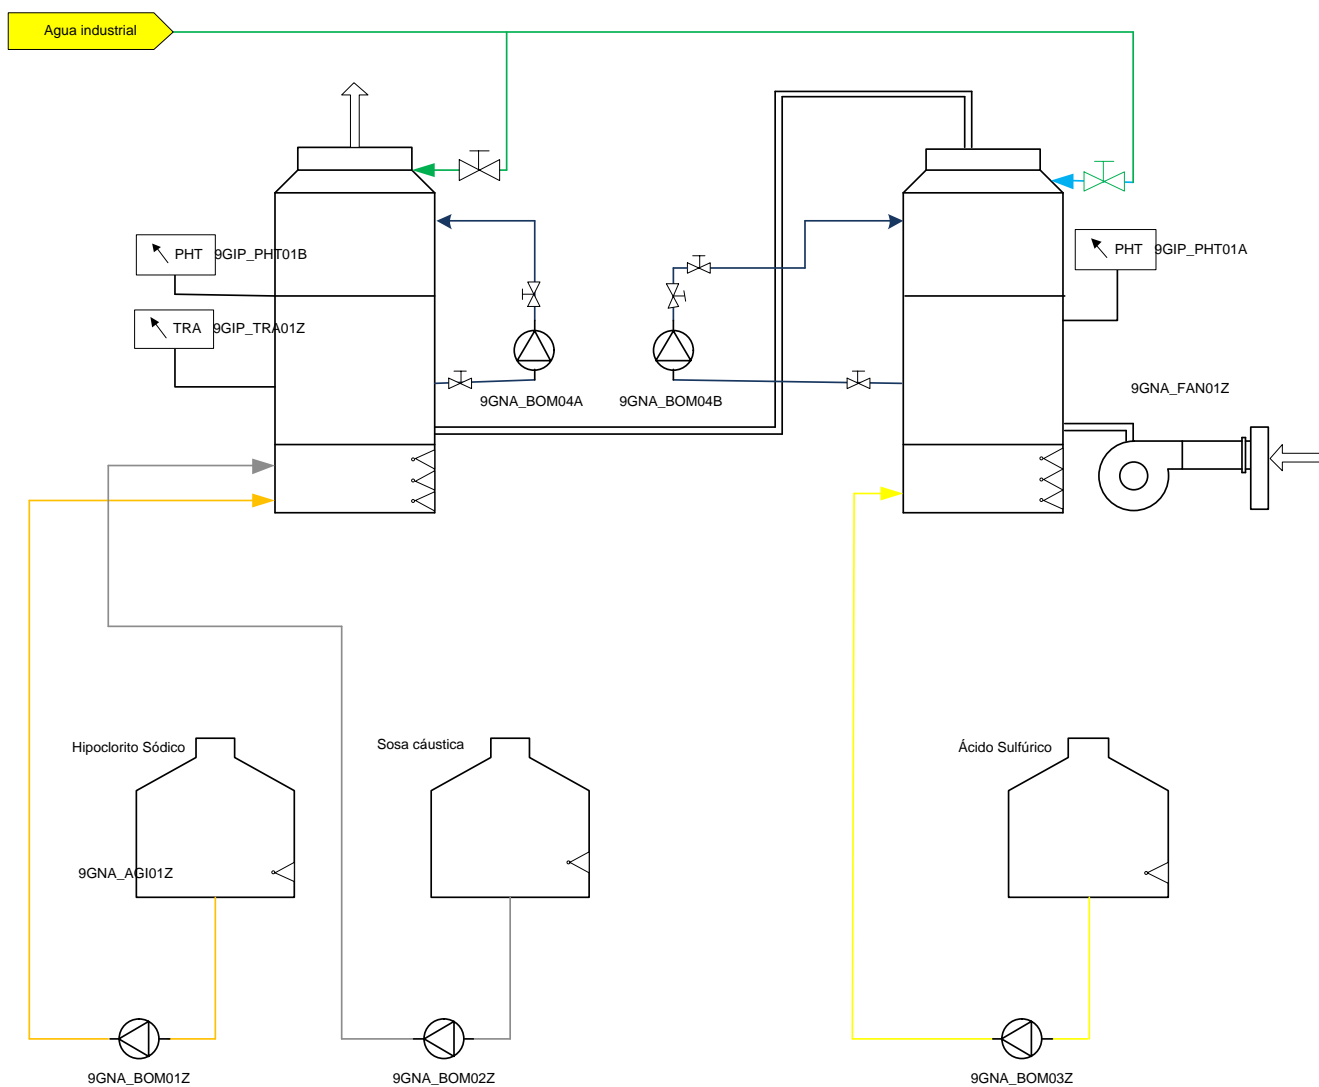 Agua industrial
PHT
9GIP_PHT01B
PHT
9GIP_PHT01A
TRA
9GIP_TRA01Z
9GNA_BOM04A
9GNA_BOM04B
9GNA_FAN01Z
Hipoclorito Sódico
Sosa cáustica
Ácido Sulfúrico
9GNA_AGI01Z
9GNA_BOM01Z
9GNA_BOM02Z
9GNA_BOM03Z